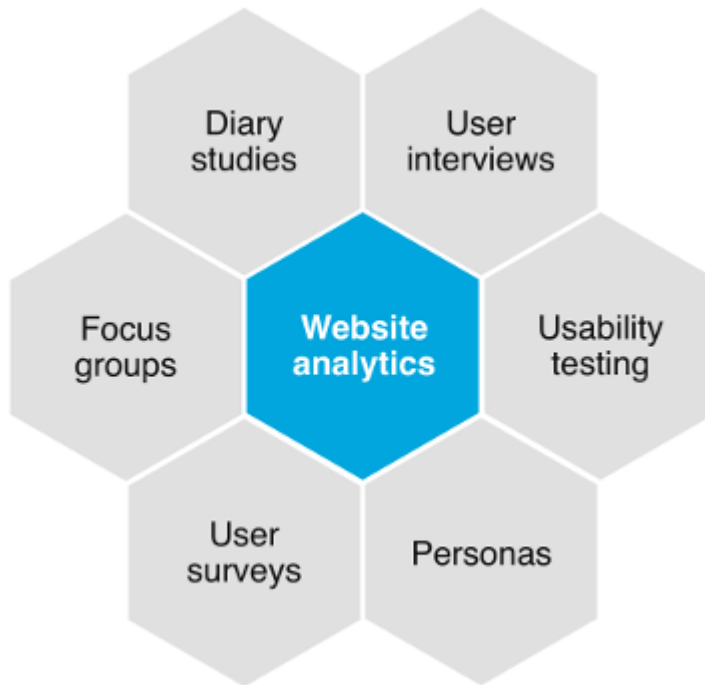 Diary
studies
User
interviews
Focus
groups
Website
analytics
Usability
testing
User
surveys
Personas